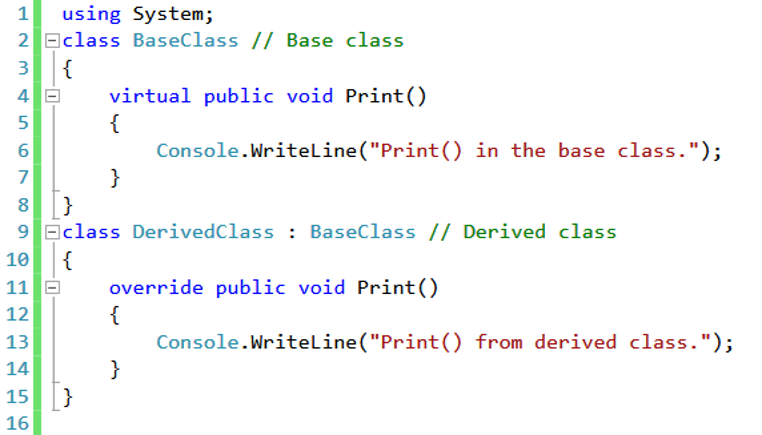 1 using System;
2 class BaseClass // Base class
3 {
4 virtual public void Print()
5 {
6 Console.WriteLine("Print() in the base class.");
7 }
8 }
9 class DerivedClass : BaseClass // Derived class
10 {
11 override public void Print()
12 {
13 Console.WriteLine("Print() from derived class.");
14 }
15 }
16